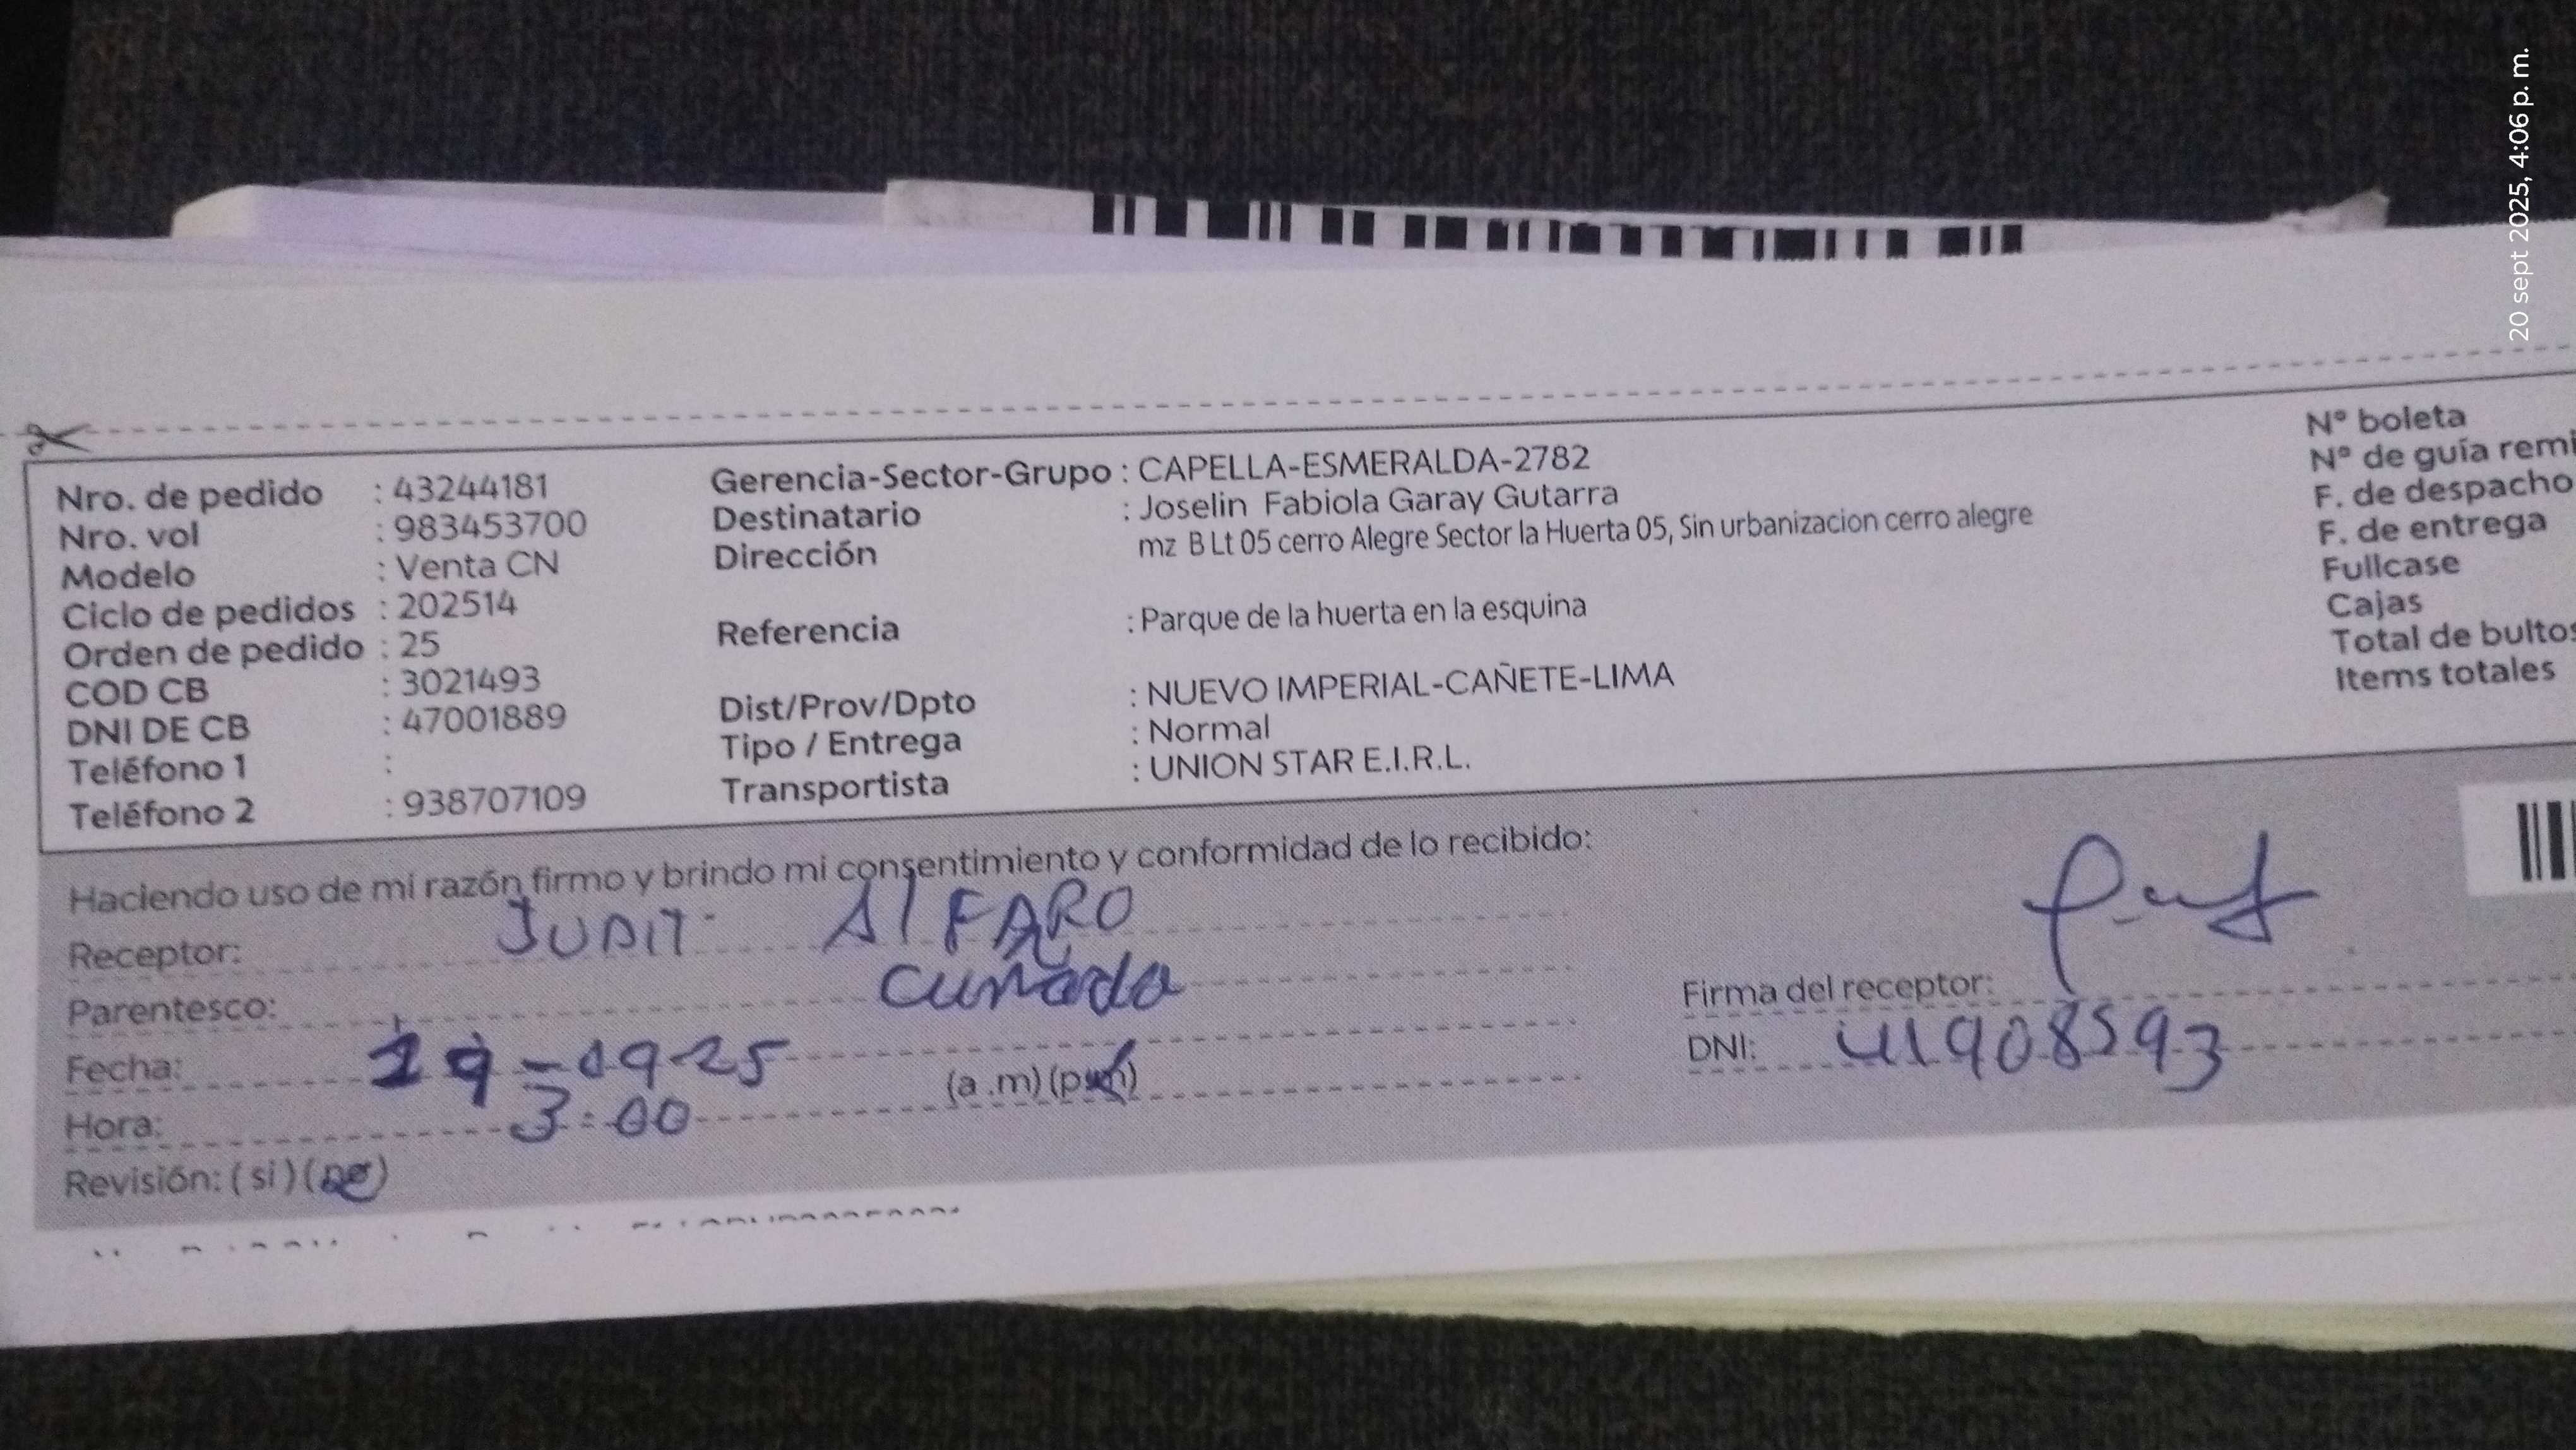 20 sept 2025, 4:06 p. m.
Nro. de pedido : 43244181
Nro. vol : 983453700
Modelo : Venta CN
Ciclo de pedidos : 202514
Orden de pedido : 25
COD CB : 3021493
DNI DE CB : 47001889
Teléfono 1 :
Teléfono 2 : 938707109
Gerencia-Sector-Grupo : CAPELLA-ESMERALDA-2782
Destinatario : Joselin Fabiola Garay Gutarra
Dirección mz B Lt 05 cerro Alegre Sector la Huerta 05, Sin urbanizacion cerro alegre
Referencia : Parque de la huerta en la esquina
Dist/Prov/Dpto : NUEVO IMPERIAL-CAÑETE-LIMA
Tipo / Entrega : Normal
Transportista : UNION STAR E.I.R.L.
N° boleta
N° de guía remi
F. de despacho
F. de entrega
Fullcase
Cajas
Total de bultos
Items totales
Haciendo uso de mi razón firmo y brindo mi consentimiento y conformidad de lo recibido:
Receptor: JUDIT AlFARO
Parentesco: cuñada
Fecha: 19-09-25
Hora: 3:00 (a .m) (p.m)
Revisión: ( si ) (no)
Firma del receptor:
DNI: 41908593